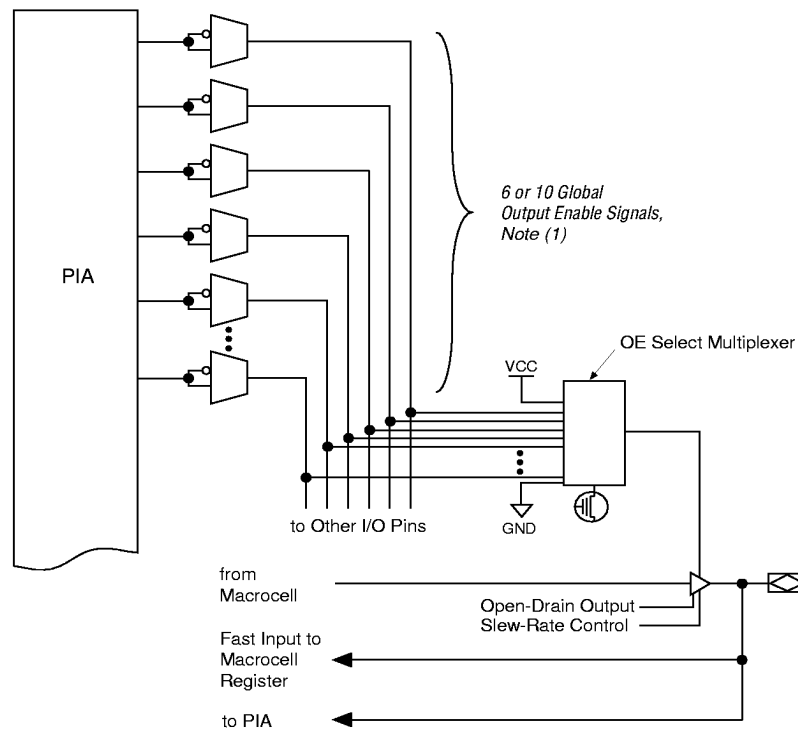 PIA
6 or 10 Global
Output Enable Signals,
Note (1)
OE Select Multiplexer
VCC
GND
to Other I/O Pins
from
Macrocell
Open-Drain Output
Slew-Rate Control
Fast Input to
Macrocell
Register
to PIA